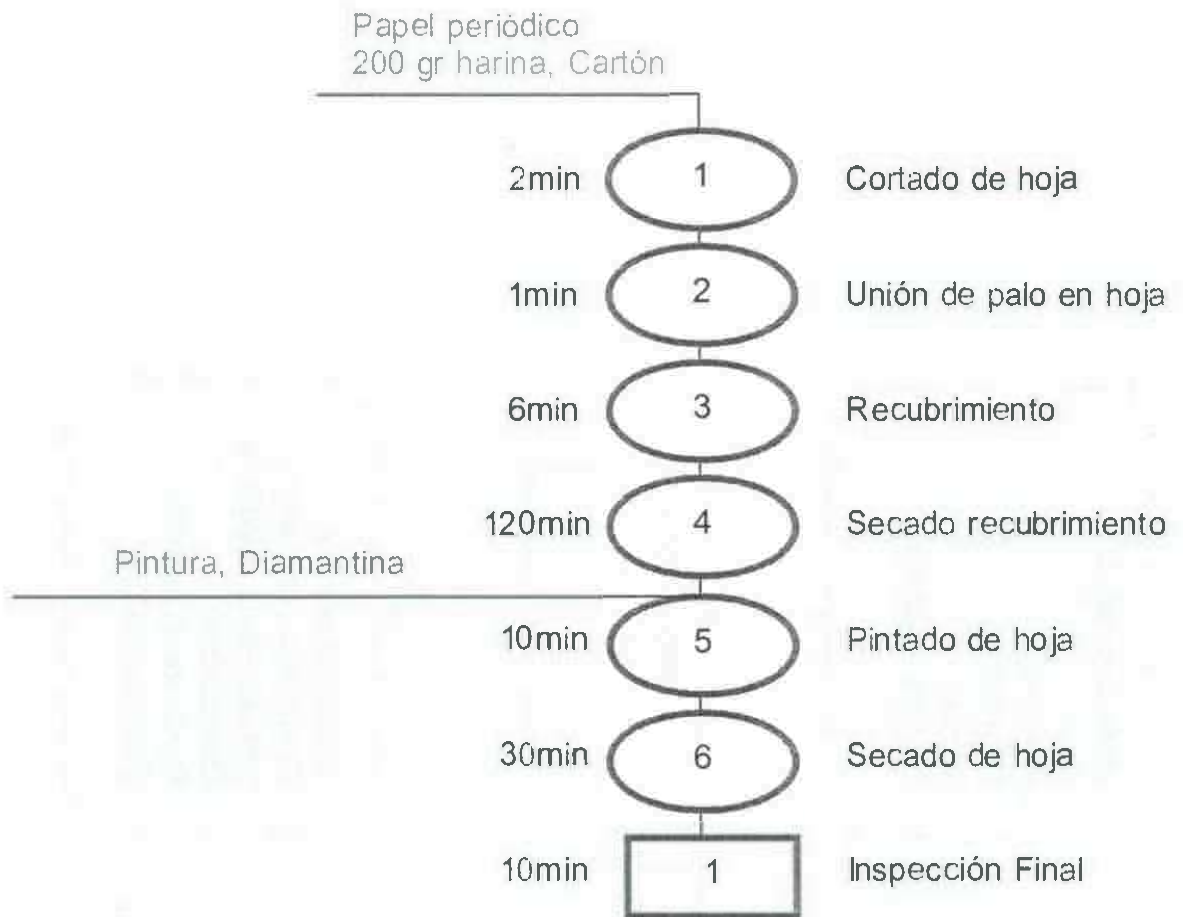 Papel periódico
200 gr harina, Cartón
2min 1 Cortado de hoja
1min 2 Unión de palo en hoja
6min 3 Recubrimiento
120min 4 Secado recubrimiento
Pintura, Diamantina
10min 5 Pintado de hoja
30min 6 Secado de hoja
10min 1 Inspección Final